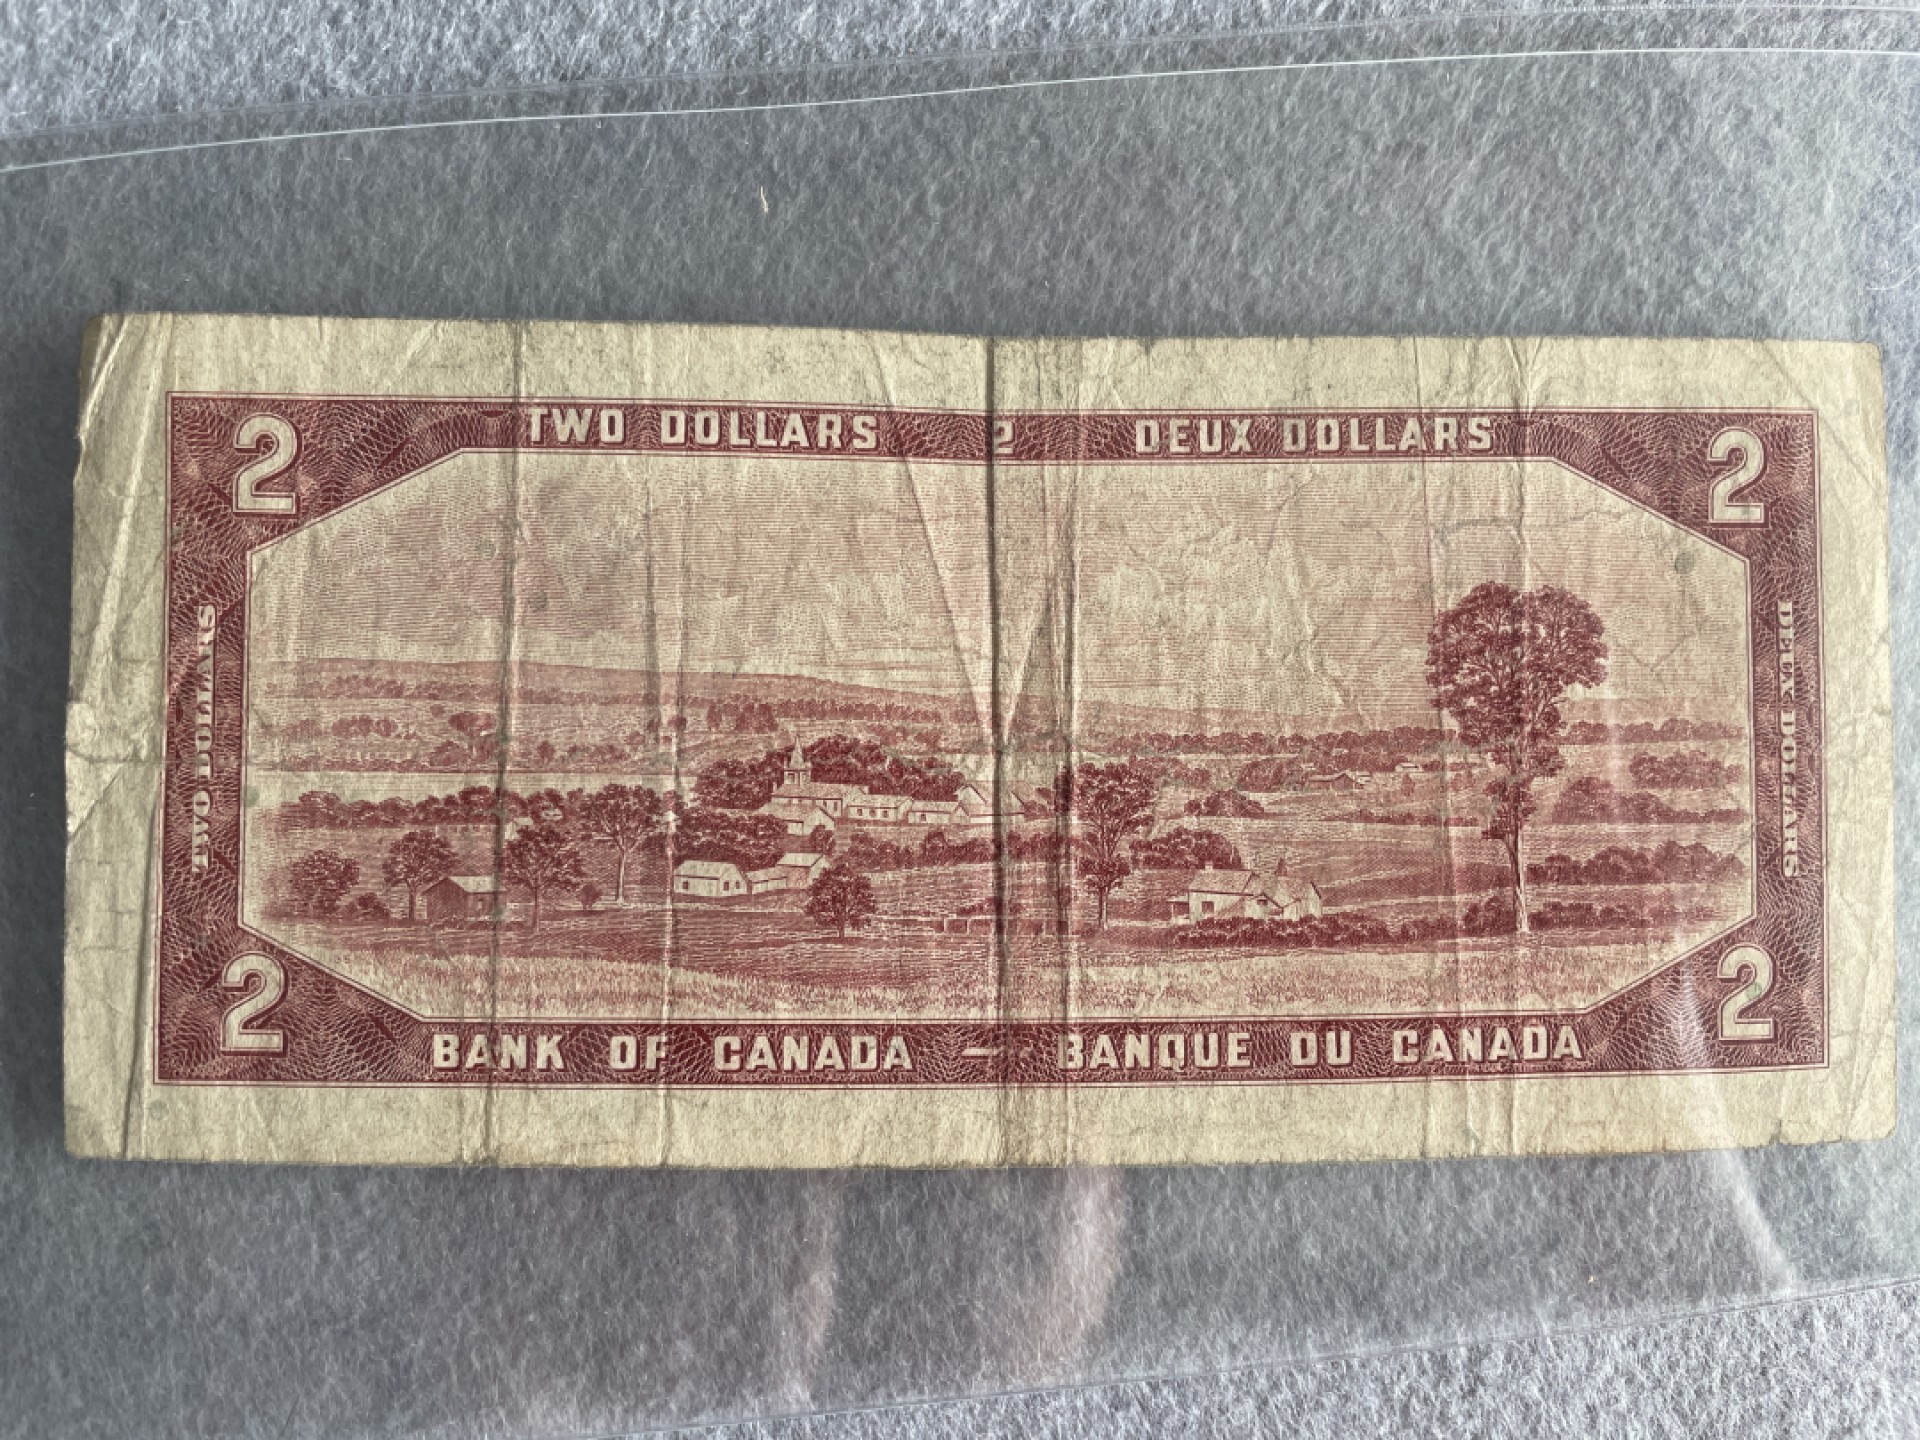 2 TWO DOLLARS 2 DEUX DOLLARS 2
TWO DOLLARS
DEUX DOLLARS
2 BANK OF CANADA — BANQUE DU CANADA 2